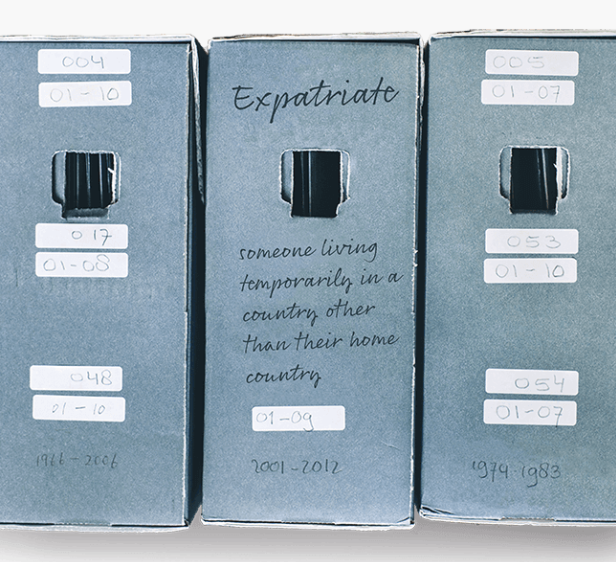 004
01-10
017
01-08
048
01-10
1966-2006
Expatriate
someone living
temporarily in a
country other
than their home
country
01-09
2001-2012
005
01-07
053
01-10
054
01-07
1974-1983